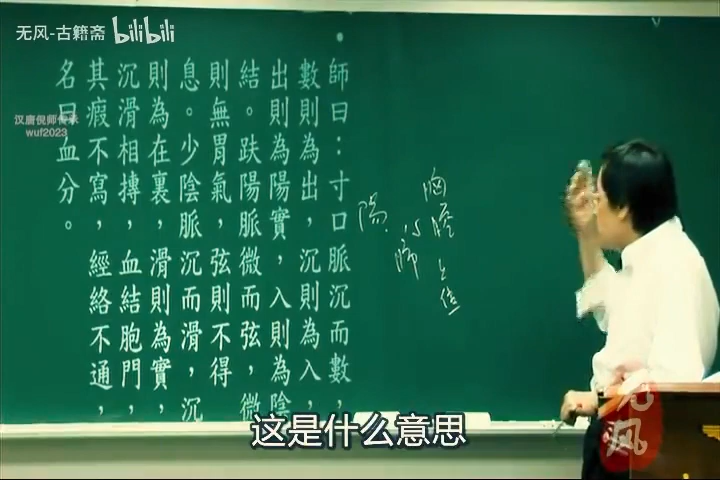 无风-古籍斋 bilibili
師曰：寸口脈沉而數，
數則為出，沉則為入，
出則為陽實，入則為陰
結。趺陽脈微而弦，微
則無胃氣，弦則不得
息。少陰脈沉而滑，沉
則為在裏，滑則為實，
沉滑相摶，血結胞門，
其瘕不寫，經絡不通，
名曰血分。
胸腔
心肺
陽
汉唐倪师传承
wuf2023
无风
这是什么意思